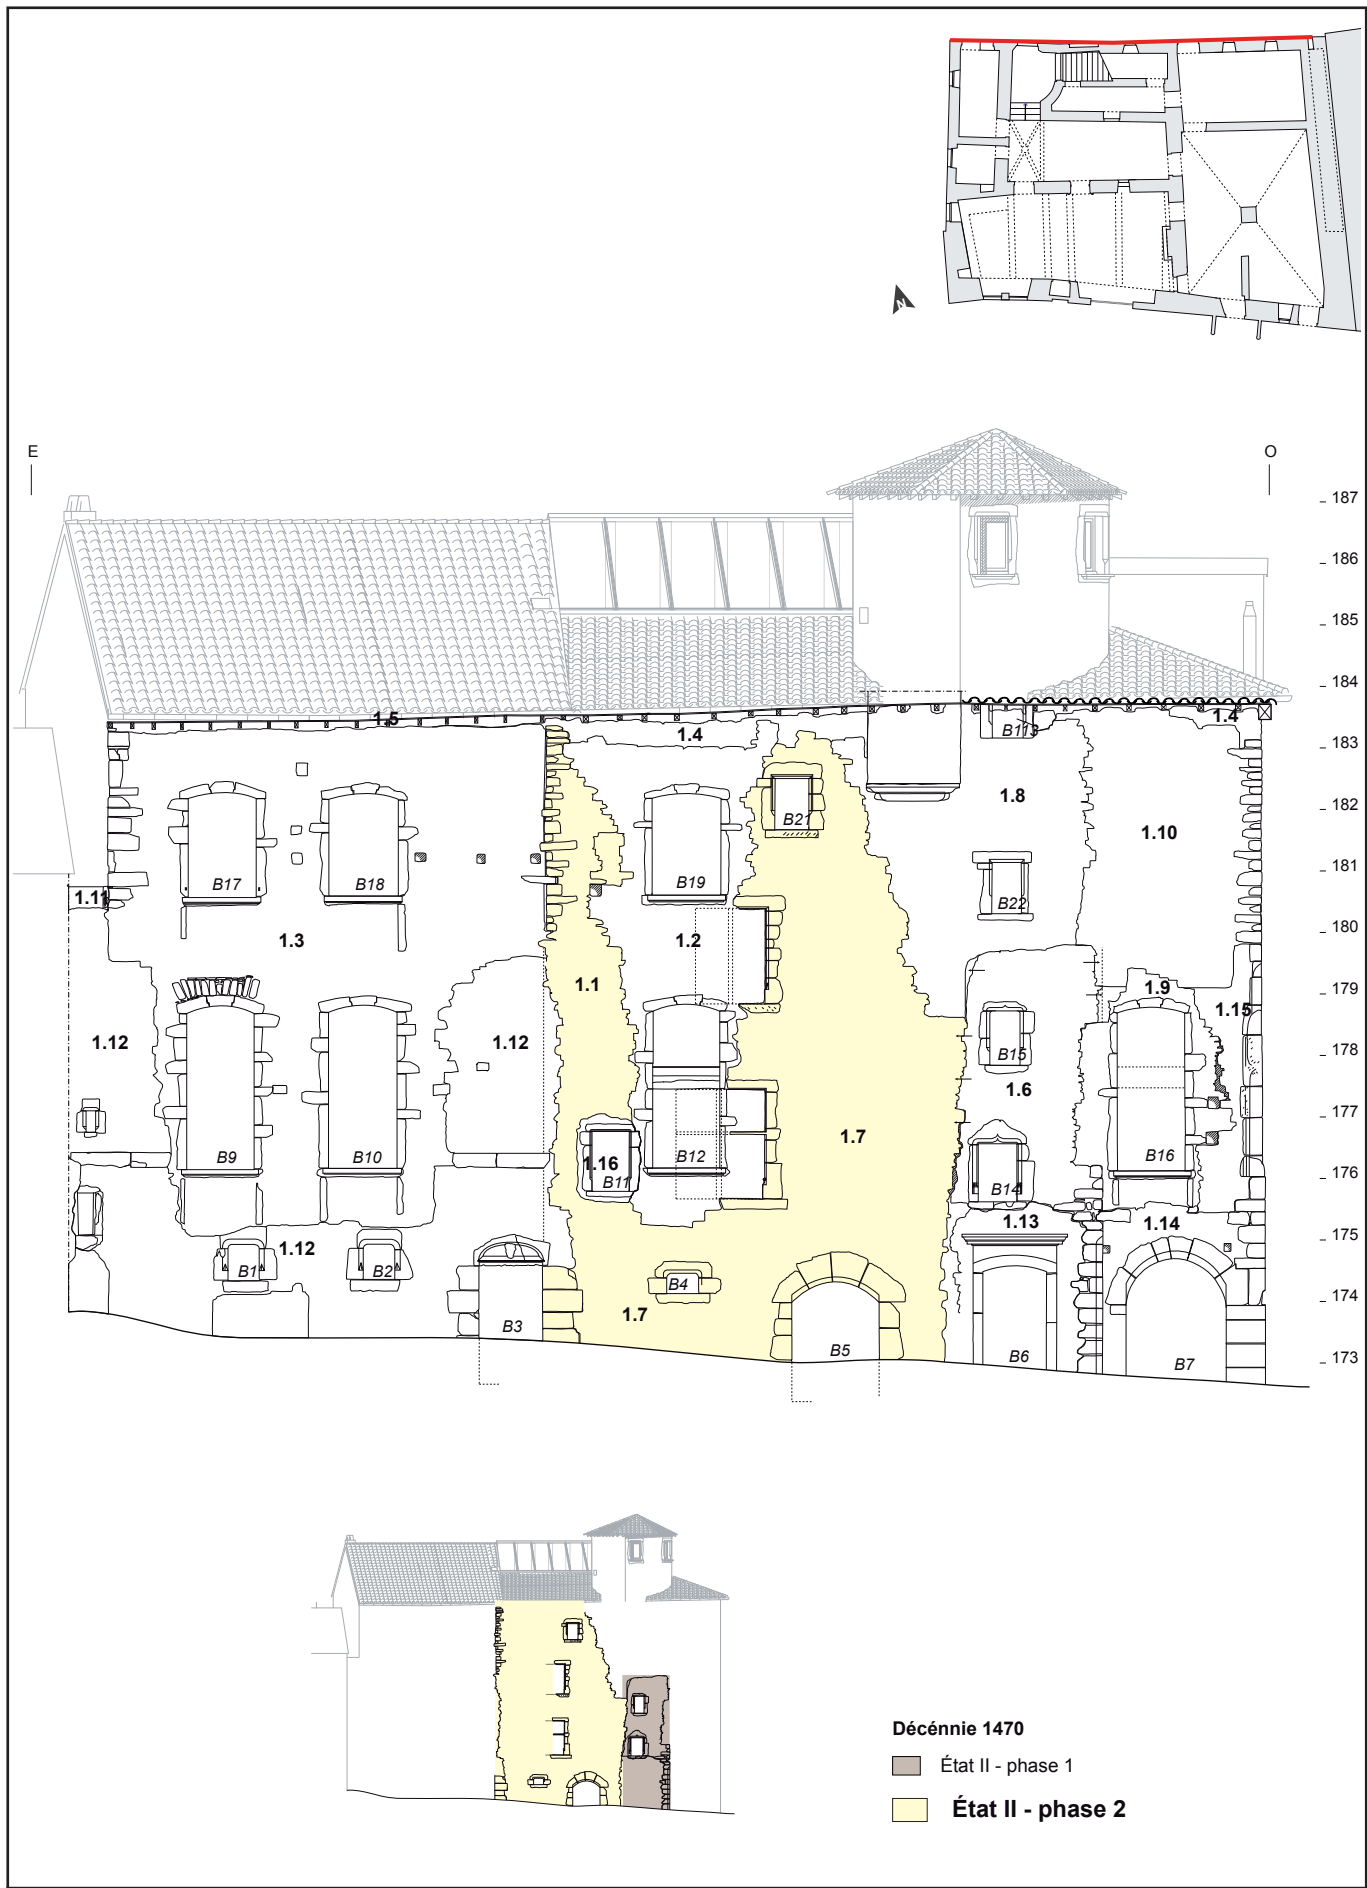 N
E
O
187
186
185
184
183
182
181
180
179
178
177
176
175
174
173
1.5
1.4
B113
1.4
1.8
B21
1.10
B17
B18
B19
B22
1.11
1.3
1.2
1.1
1.9
1.15
1.12
1.12
B15
1.6
1.7
B9
B10
1.16
B11
B12
B14
B16
1.13
1.14
1.12
B1
B2
B4
1.7
B3
B5
B6
B7
Décénnie 1470
État II - phase 1
État II - phase 2